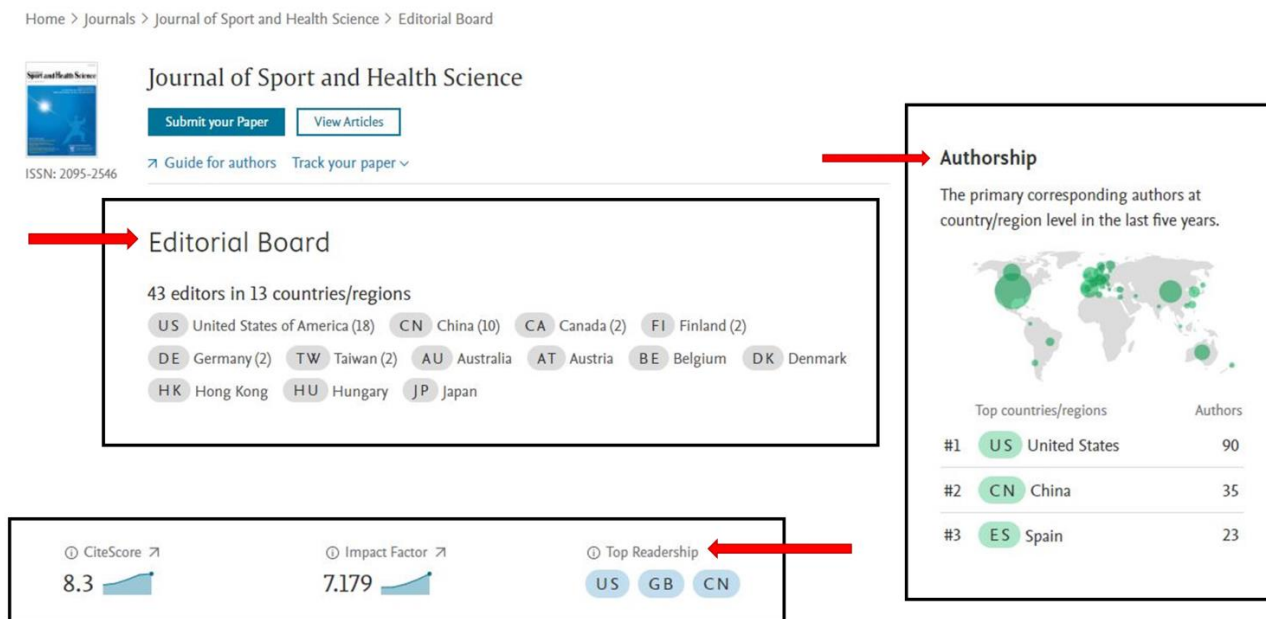 Home > Journals > Journal of Sport and Health Science > Editorial Board
Sport and Health Science
ISSN: 2095-2546
Journal of Sport and Health Science
Submit your Paper View Articles
Guide for authors Track your paper
Editorial Board
43 editors in 13 countries/regions
US United States of America (18) CN China (10) CA Canada (2) FI Finland (2)
DE Germany (2) TW Taiwan (2) AU Australia AT Austria BE Belgium DK Denmark
HK Hong Kong HU Hungary JP Japan
CiteScore
8.3
Impact Factor
7.179
Top Readership
US GB CN
Authorship
The primary corresponding authors at
country/region level in the last five years.
Top countries/regions Authors
#1 US United States 90
#2 CN China 35
#3 ES Spain 23